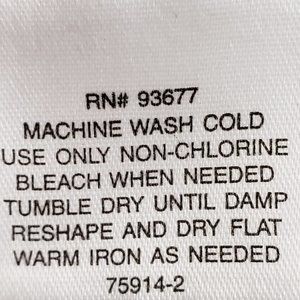 RN# 93677
MACHINE WASH COLD
USE ONLY NON-CHLORINE
BLEACH WHEN NEEDED
TUMBLE DRY UNTIL DAMP
RESHAPE AND DRY FLAT
WARM IRON AS NEEDED
75914-2